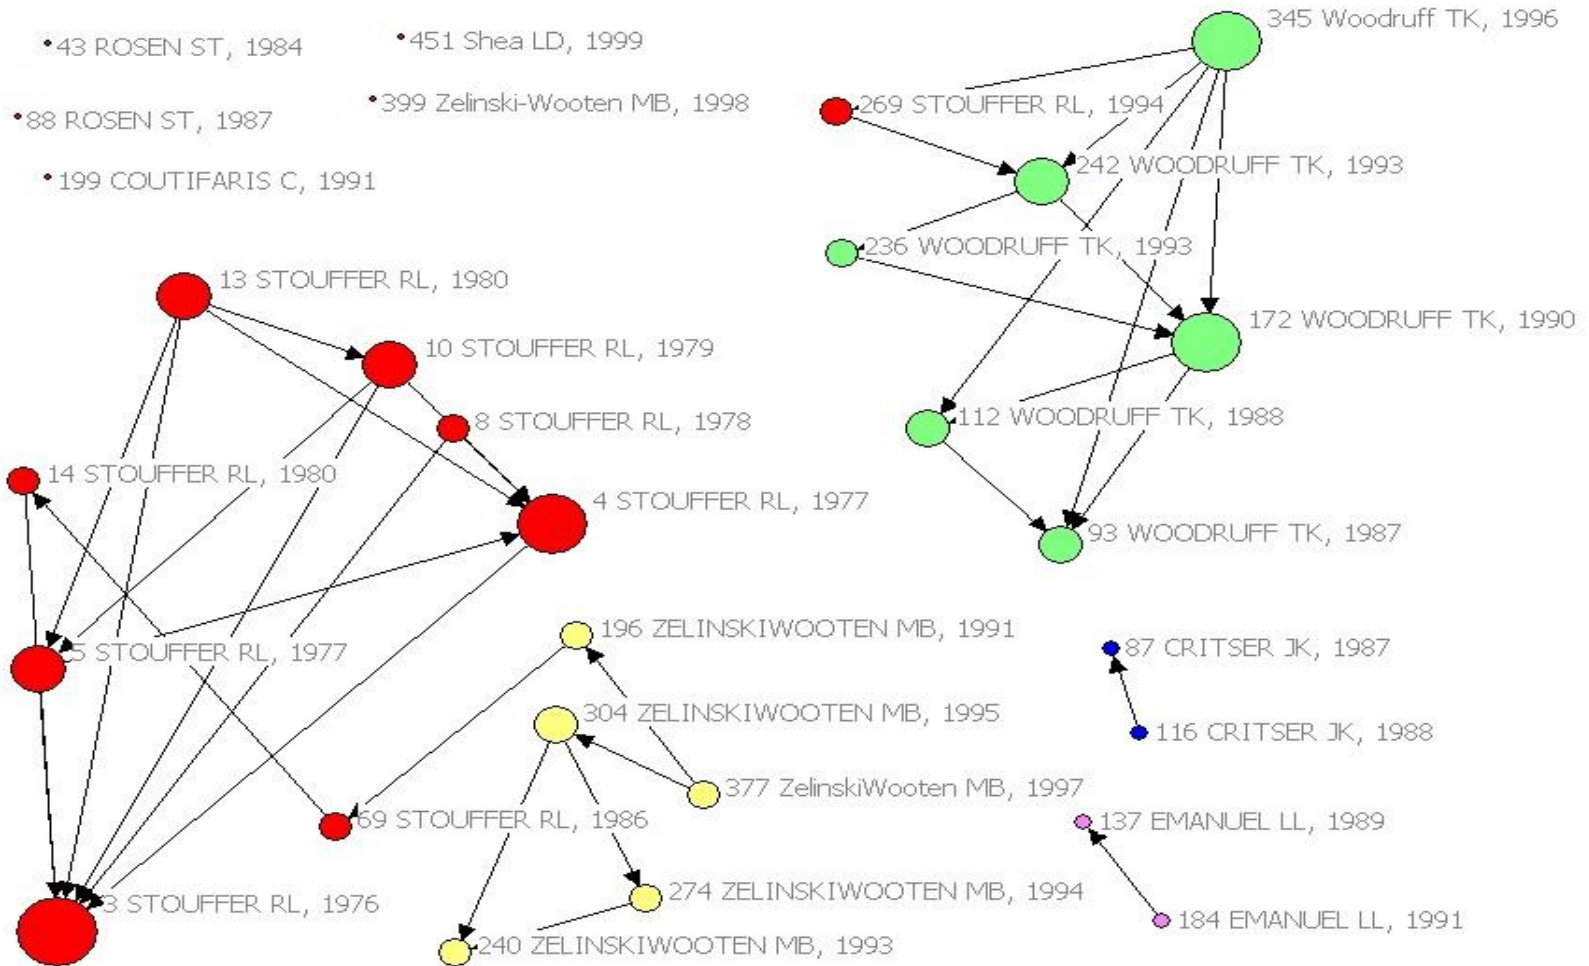 345 Woodruff TK, 1996
43 ROSEN ST, 1984
451 Shea LD, 1999
399 Zelinski-Wooten MB, 1998
269 STOUFFER RL, 1994
88 ROSEN ST, 1987
242 WOODRUFF TK, 1993
199 COUTIFARIS C, 1991
236 WOODRUFF TK, 1993
13 STOUFFER RL, 1980
172 WOODRUFF TK, 1990
10 STOUFFER RL, 1979
8 STOUFFER RL, 1978
112 WOODRUFF TK, 1988
14 STOUFFER RL, 1980
4 STOUFFER RL, 1977
93 WOODRUFF TK, 1987
196 ZELINSKIWOOTEN MB, 1991
87 CRITSER JK, 1987
5 STOUFFER RL, 1977
304 ZELINSKIWOOTEN MB, 1995
116 CRITSER JK, 1988
377 ZelinskiWooten MB, 1997
69 STOUFFER RL, 1986
137 EMANUEL LL, 1989
274 ZELINSKIWOOTEN MB, 1994
3 STOUFFER RL, 1976
184 EMANUEL LL, 1991
240 ZELINSKIWOOTEN MB, 1993